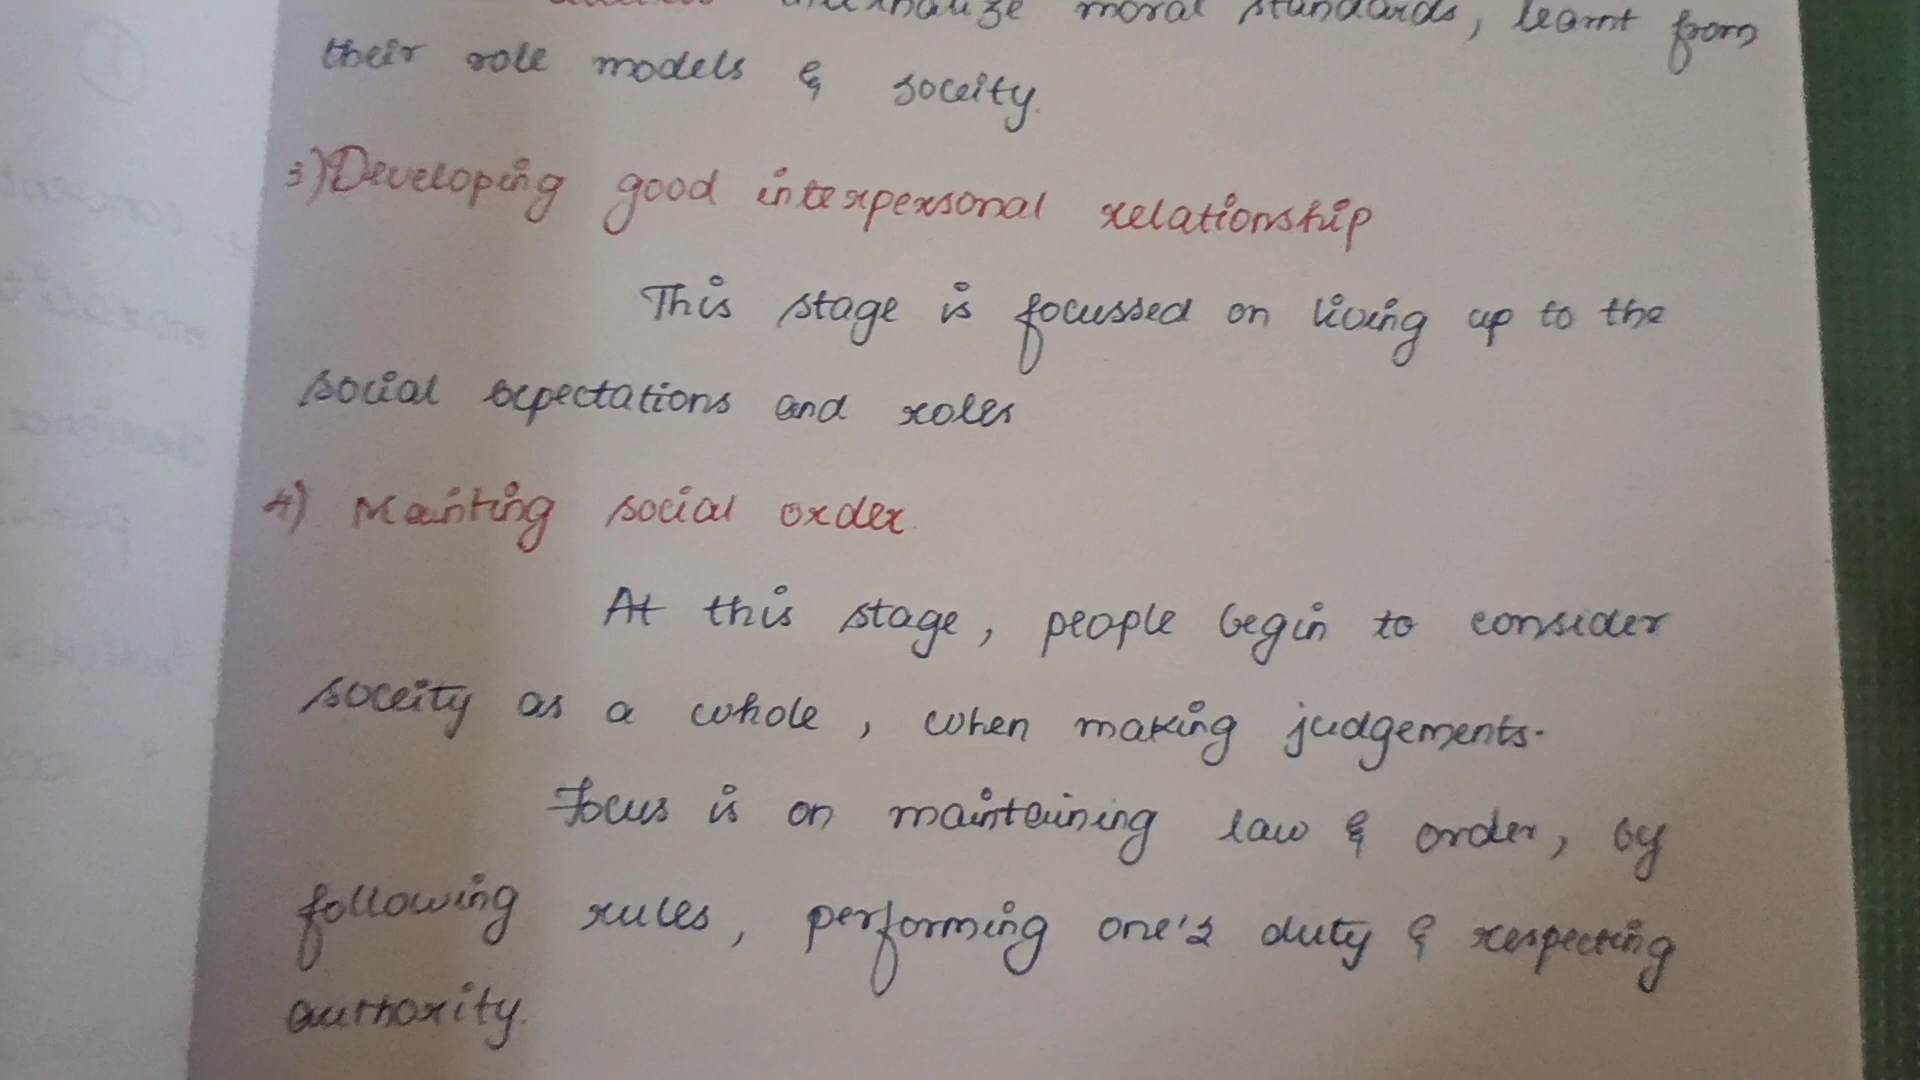 moral standards, learnt from
their role models & soceity.
3) Developing good interpersonal relationship
This stage is focussed on living up to the
social expectations and roles
4) Mainting social order.
At this stage, people begin to consider
soceity as a whole, when making judgements.
Focus is on maintaining law & order, by
following rules, performing one's duty & respecting
authority.